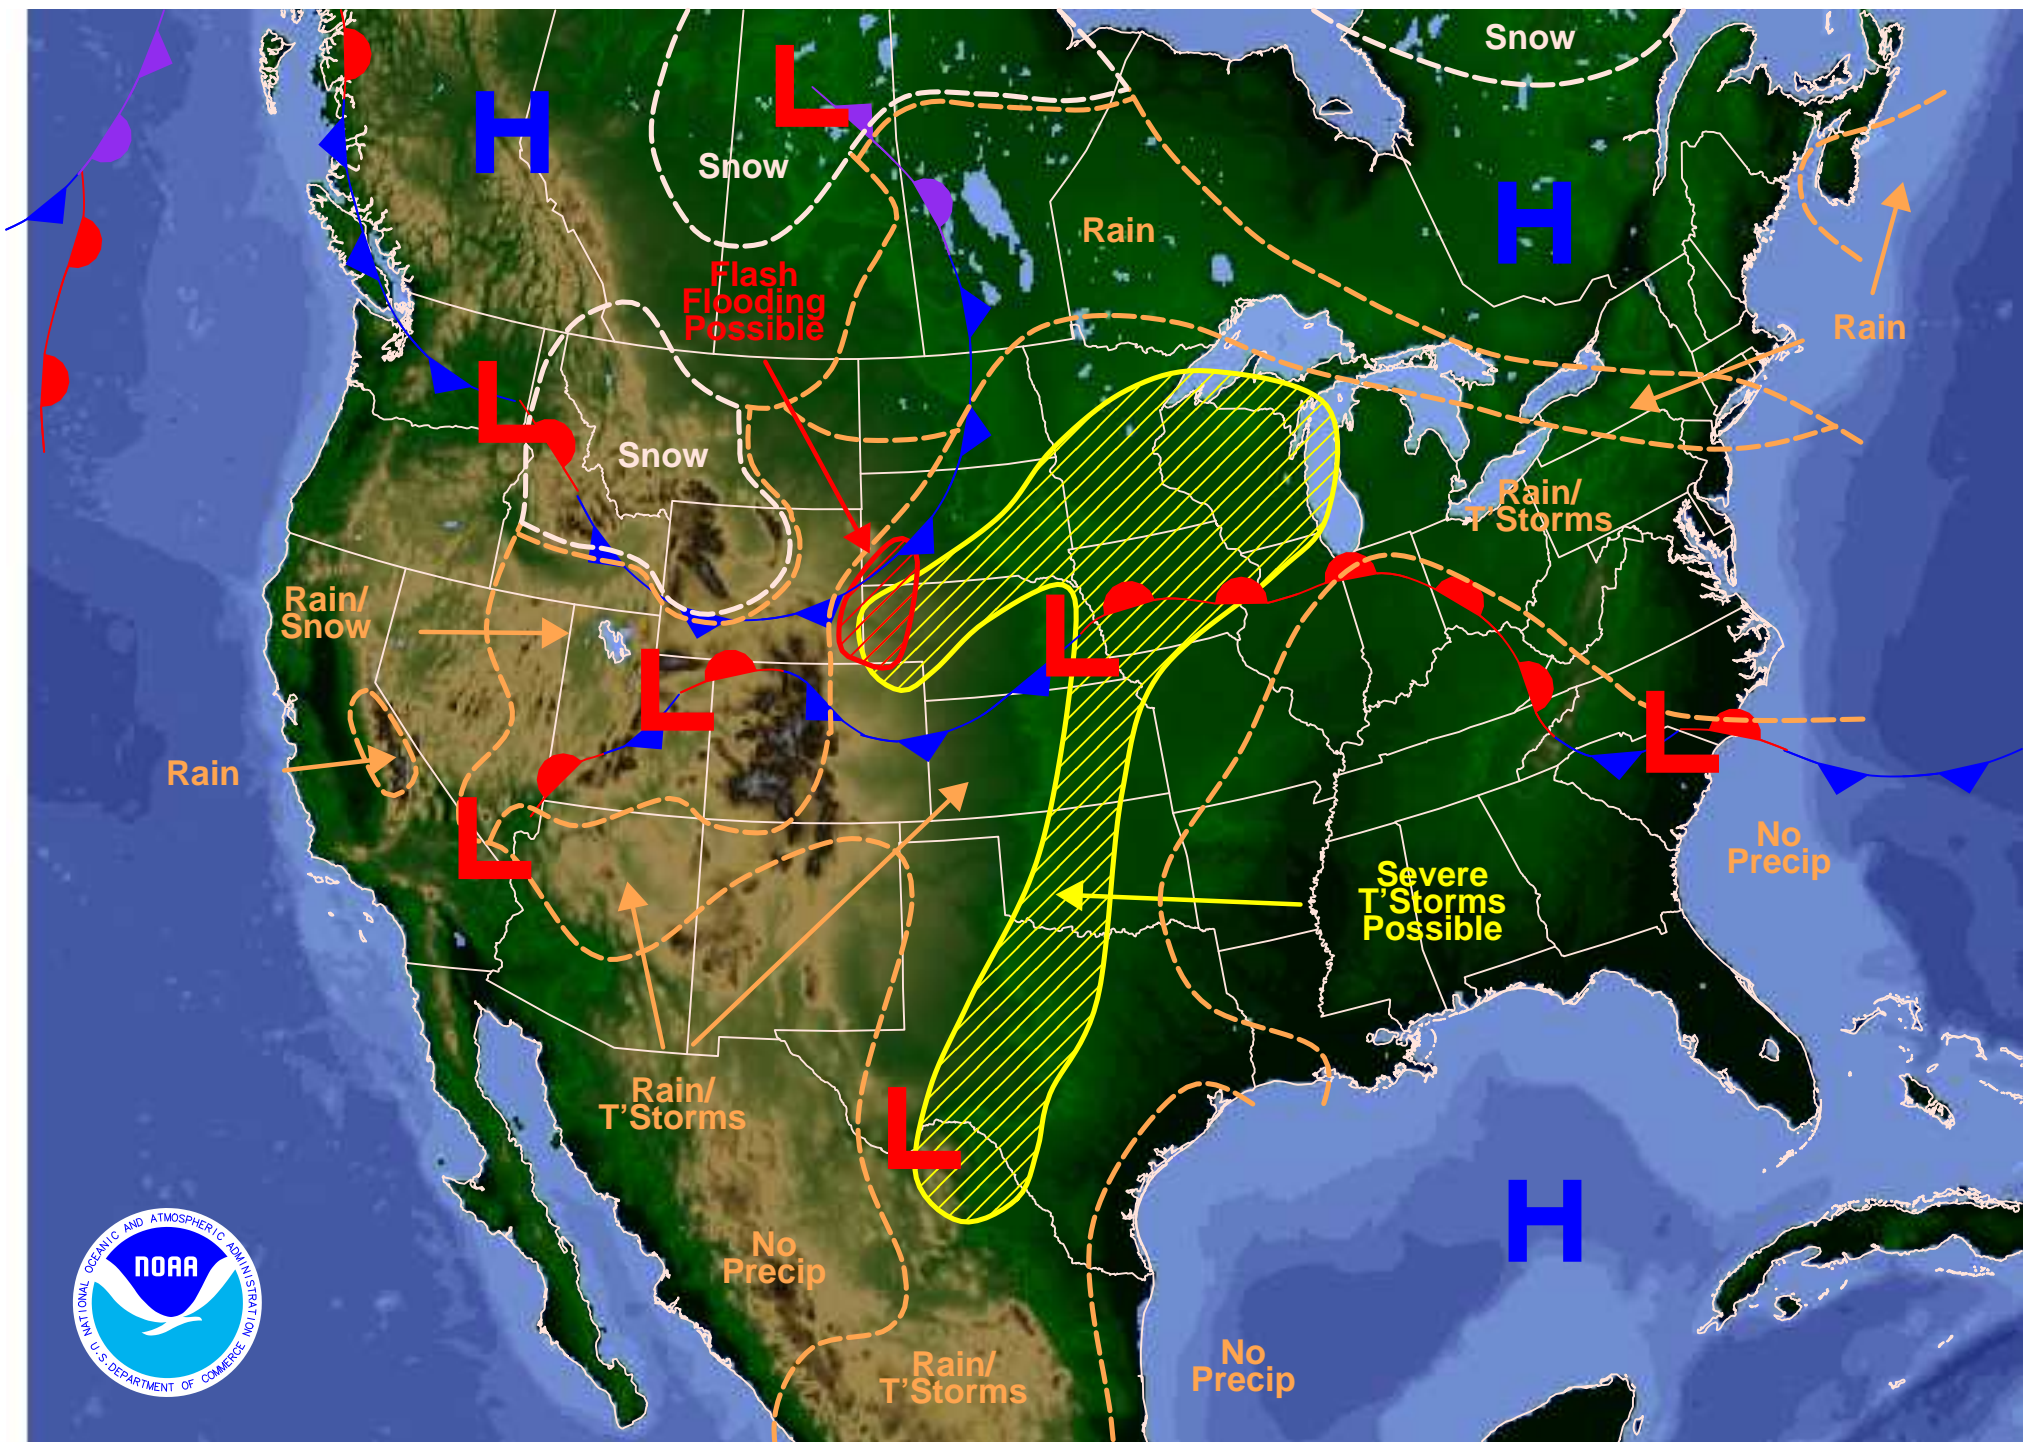 Snow
L
H
Snow
H
Rain
Flash
Flooding
Possible
Rain
L
Snow
Rain/
T'Storms
Rain/
Snow
L
L
L
Rain
L
No
Precip
Severe
T'Storms
Possible
Rain/
T'Storms
L
H
No
Precip
No
Precip
Rain/
T'Storms
NATIONAL OCEANIC AND ATMOSPHERIC ADMINISTRATION
NOAA
U.S. DEPARTMENT OF COMMERCE